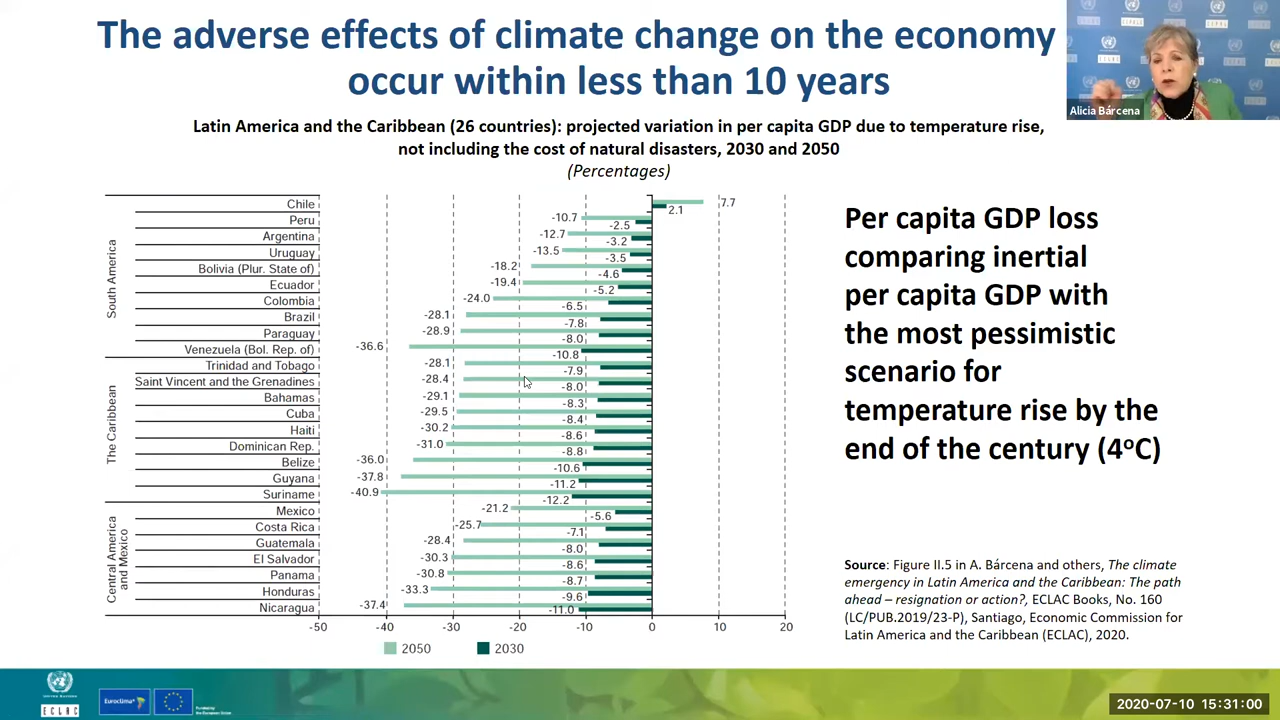 The adverse effects of climate change on the economy
occur within less than 10 years
Alicia Bárcena
Latin America and the Caribbean (26 countries): projected variation in per capita GDP due to temperature rise,
not including the cost of natural disasters, 2030 and 2050
(Percentages)
South America
Chile 7.7 2.1
Peru -10.7 -2.5
Argentina -12.7 -3.2
Uruguay -13.5 -3.5
Bolivia (Plur. State of) -18.2 -4.6
Ecuador -19.4 -5.2
Colombia -24.0 -6.5
Brazil -28.1 -7.8
Paraguay -28.9 -8.0
Venezuela (Bol. Rep. of) -36.6 -10.8
The Caribbean
Trinidad and Tobago -28.1 -7.9
Saint Vincent and the Grenadines -28.4 -8.0
Bahamas -29.1 -8.3
Cuba -29.5 -8.4
Haiti -30.2 -8.6
Dominican Rep. -31.0 -8.8
Belize -36.0 -10.6
Guyana -37.8 -11.2
Suriname -40.9 -12.2
Central America
and Mexico
Mexico -21.2 -5.6
Costa Rica -25.7 -7.1
Guatemala -28.4 -8.0
El Salvador -30.3 -8.6
Panama -30.8 -8.7
Honduras -33.3 -9.6
Nicaragua -37.4 -11.0
-50 -40 -30 -20 -10 0 10 20
2050 2030
Per capita GDP loss
comparing inertial
per capita GDP with
the most pessimistic
scenario for
temperature rise by the
end of the century (4ºC)
Source: Figure II.5 in A. Bárcena and others, The climate
emergency in Latin America and the Caribbean: The path
ahead – resignation or action?, ECLAC Books, No. 160
(LC/PUB.2019/23-P), Santiago, Economic Commission for
Latin America and the Caribbean (ECLAC), 2020.
UNITED NATIONS
ECLAC
Euroclima+
Funded by
the European Union
2020-07-10 15:31:00